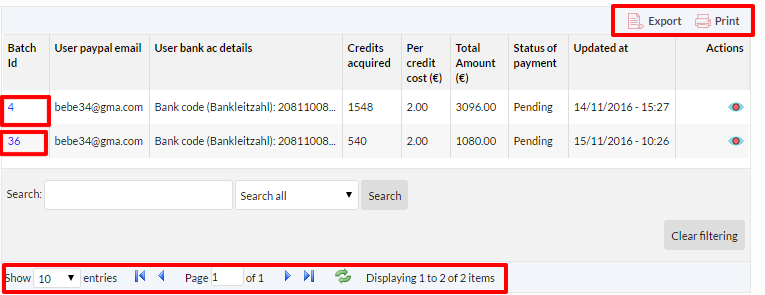 Export Print
Batch Id User paypal email User bank ac details Credits acquired Per credit cost (€) Total Amount (€) Status of payment Updated at Actions
4 bebe34@gma.com Bank code (Bankleitzahl): 20811008... 1548 2.00 3096.00 Pending 14/11/2016 - 15:27
36 bebe34@gma.com Bank code (Bankleitzahl): 20811008... 540 2.00 1080.00 Pending 15/11/2016 - 10:26
Search: Search all Search
Clear filtering
Show 10 entries Page 1 of 1 Displaying 1 to 2 of 2 items